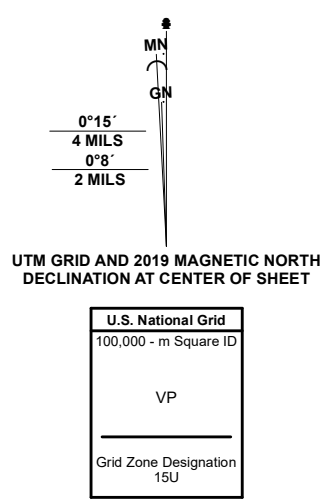 MN
GN
0°15´
4 MILS
0°8´
2 MILS
UTM GRID AND 2019 MAGNETIC NORTH
DECLINATION AT CENTER OF SHEET
U.S. National Grid
100,000 - m Square ID
VP
Grid Zone Designation
15U